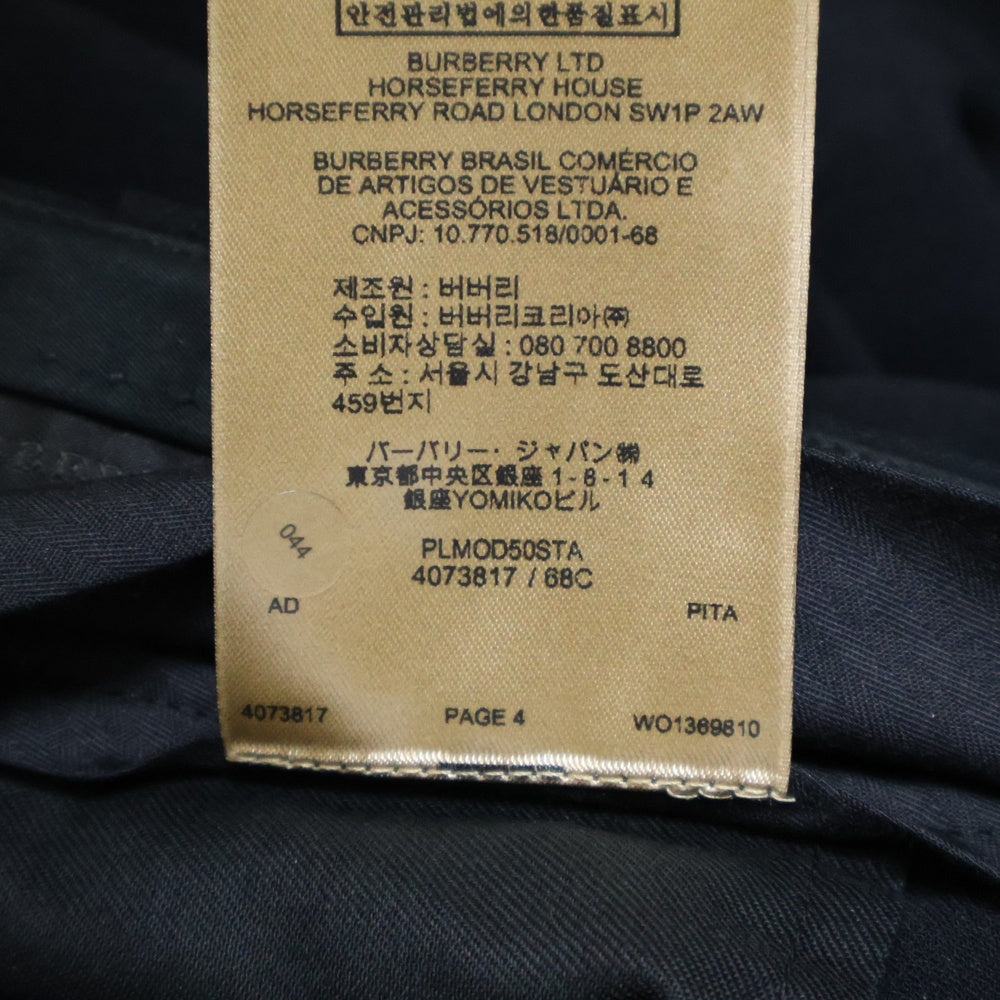 안전관리법에의한품질표시
BURBERRY LTD
HORSEFERRY HOUSE
HORSEFERRY ROAD LONDON SW1P 2AW
BURBERRY BRASIL COMÉRCIO
DE ARTIGOS DE VESTUÁRIO E
ACESSÓRIOS LTDA.
CNPJ: 10.770.518/0001-68
제조원 : 버버리
수입원 : 버버리코리아㈜
소비자상담실 : 080 700 8800
주 소 : 서울시 강남구 도산대로
459번지
バーバリー・ジャパン㈱
東京都中央区銀座 1 - 8 - 1 4
銀座YOMIKOビル
044
PLMOD50STA
4073817 / 68C
AD PITA
4073817 PAGE 4 WO1369810